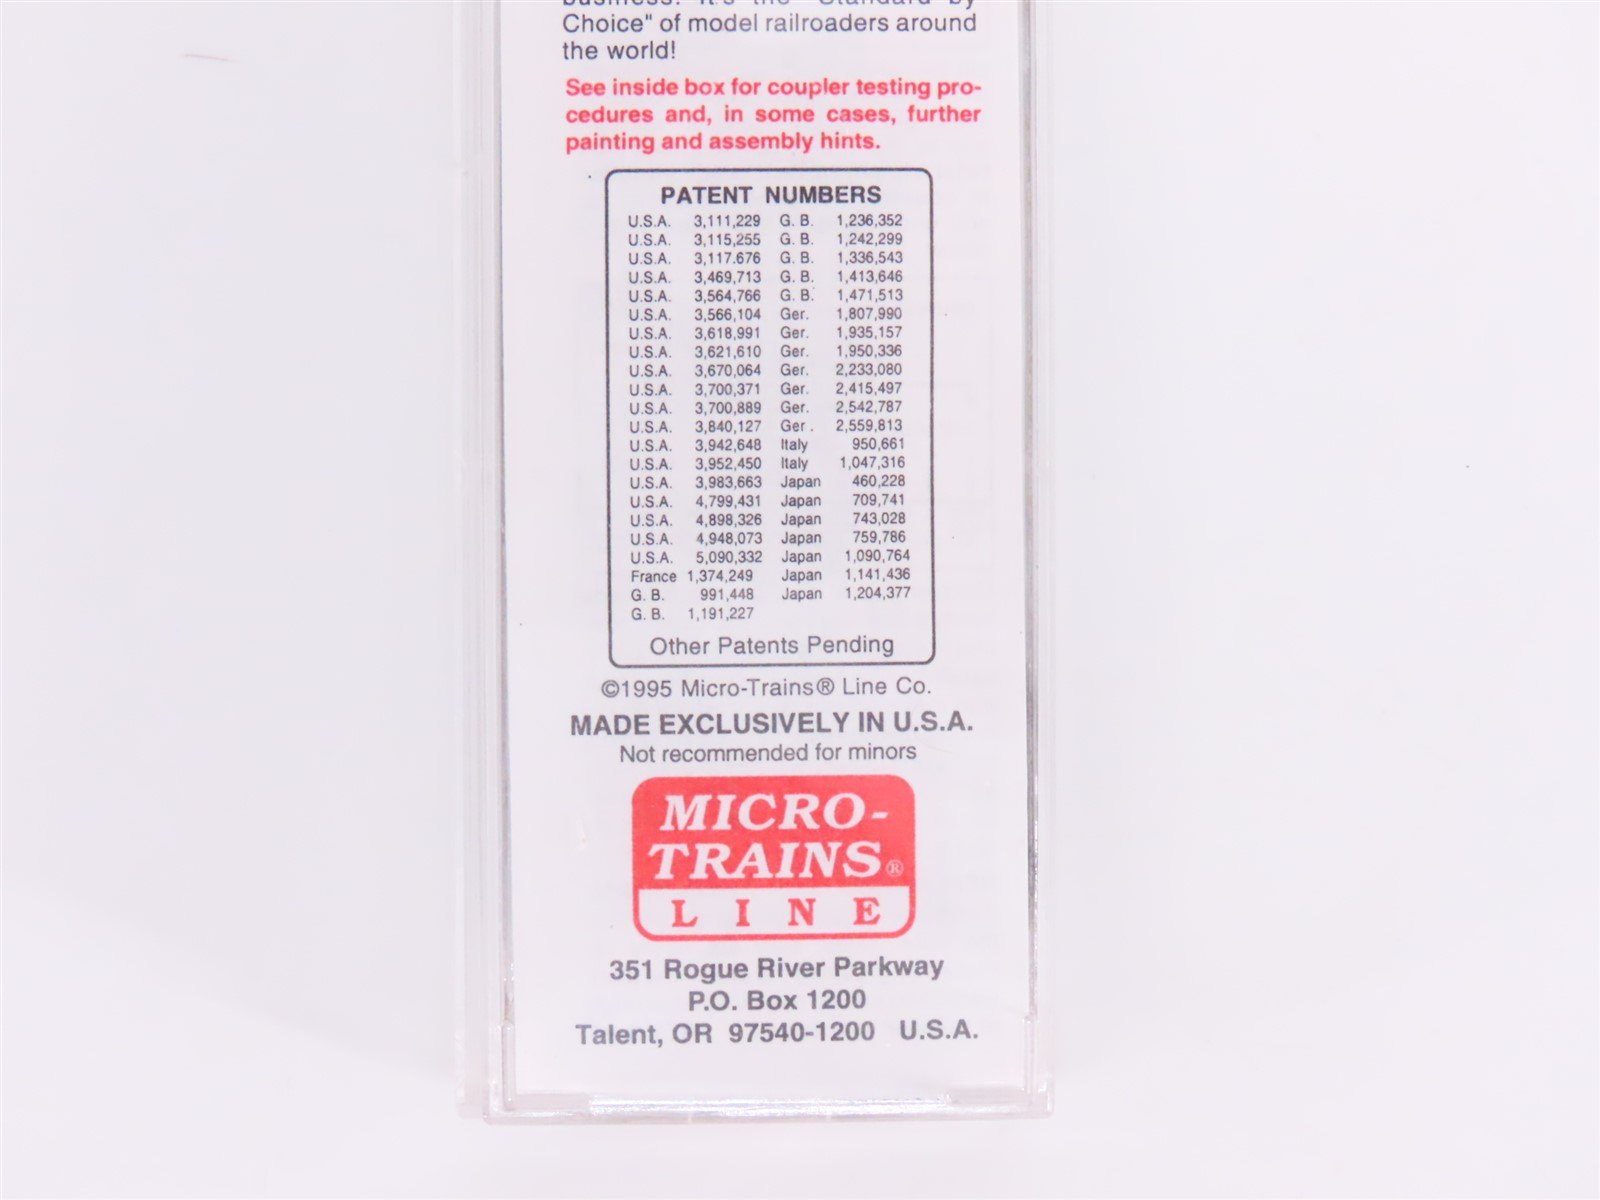 business. It's the "Standard by
Choice" of model railroaders around
the world!
See inside box for coupler testing pro-
cedures and, in some cases, further
painting and assembly hints.
PATENT NUMBERS
U.S.A. 3,111,229 G. B. 1,236,352
U.S.A. 3,115,255 G. B. 1,242,299
U.S.A. 3,117.676 G. B. 1,336,543
U.S.A. 3,469,713 G. B. 1,413,646
U.S.A. 3,564,766 G. B. 1,471,513
U.S.A. 3,566,104 Ger. 1,807,990
U.S.A. 3,618,991 Ger. 1,935,157
U.S.A. 3,621,610 Ger. 1,950,336
U.S.A. 3,670,064 Ger. 2,233,080
U.S.A. 3,700,371 Ger. 2,415,497
U.S.A. 3,700,889 Ger. 2,542,787
U.S.A. 3,840,127 Ger . 2,559,813
U.S.A. 3,942,648 Italy 950,661
U.S.A. 3,952,450 Italy 1,047,316
U.S.A. 3,983,663 Japan 460,228
U.S.A. 4,799,431 Japan 709,741
U.S.A. 4,898,326 Japan 743,028
U.S.A. 4,948,073 Japan 759,786
U.S.A. 5,090,332 Japan 1,090,764
France 1,374,249 Japan 1,141,436
G. B. 991,448 Japan 1,204,377
G. B. 1,191,227
Other Patents Pending
©1995 Micro-Trains® Line Co.
MADE EXCLUSIVELY IN U.S.A.
Not recommended for minors
MICRO-
TRAINS®
LINE
351 Rogue River Parkway
P.O. Box 1200
Talent, OR 97540-1200 U.S.A.